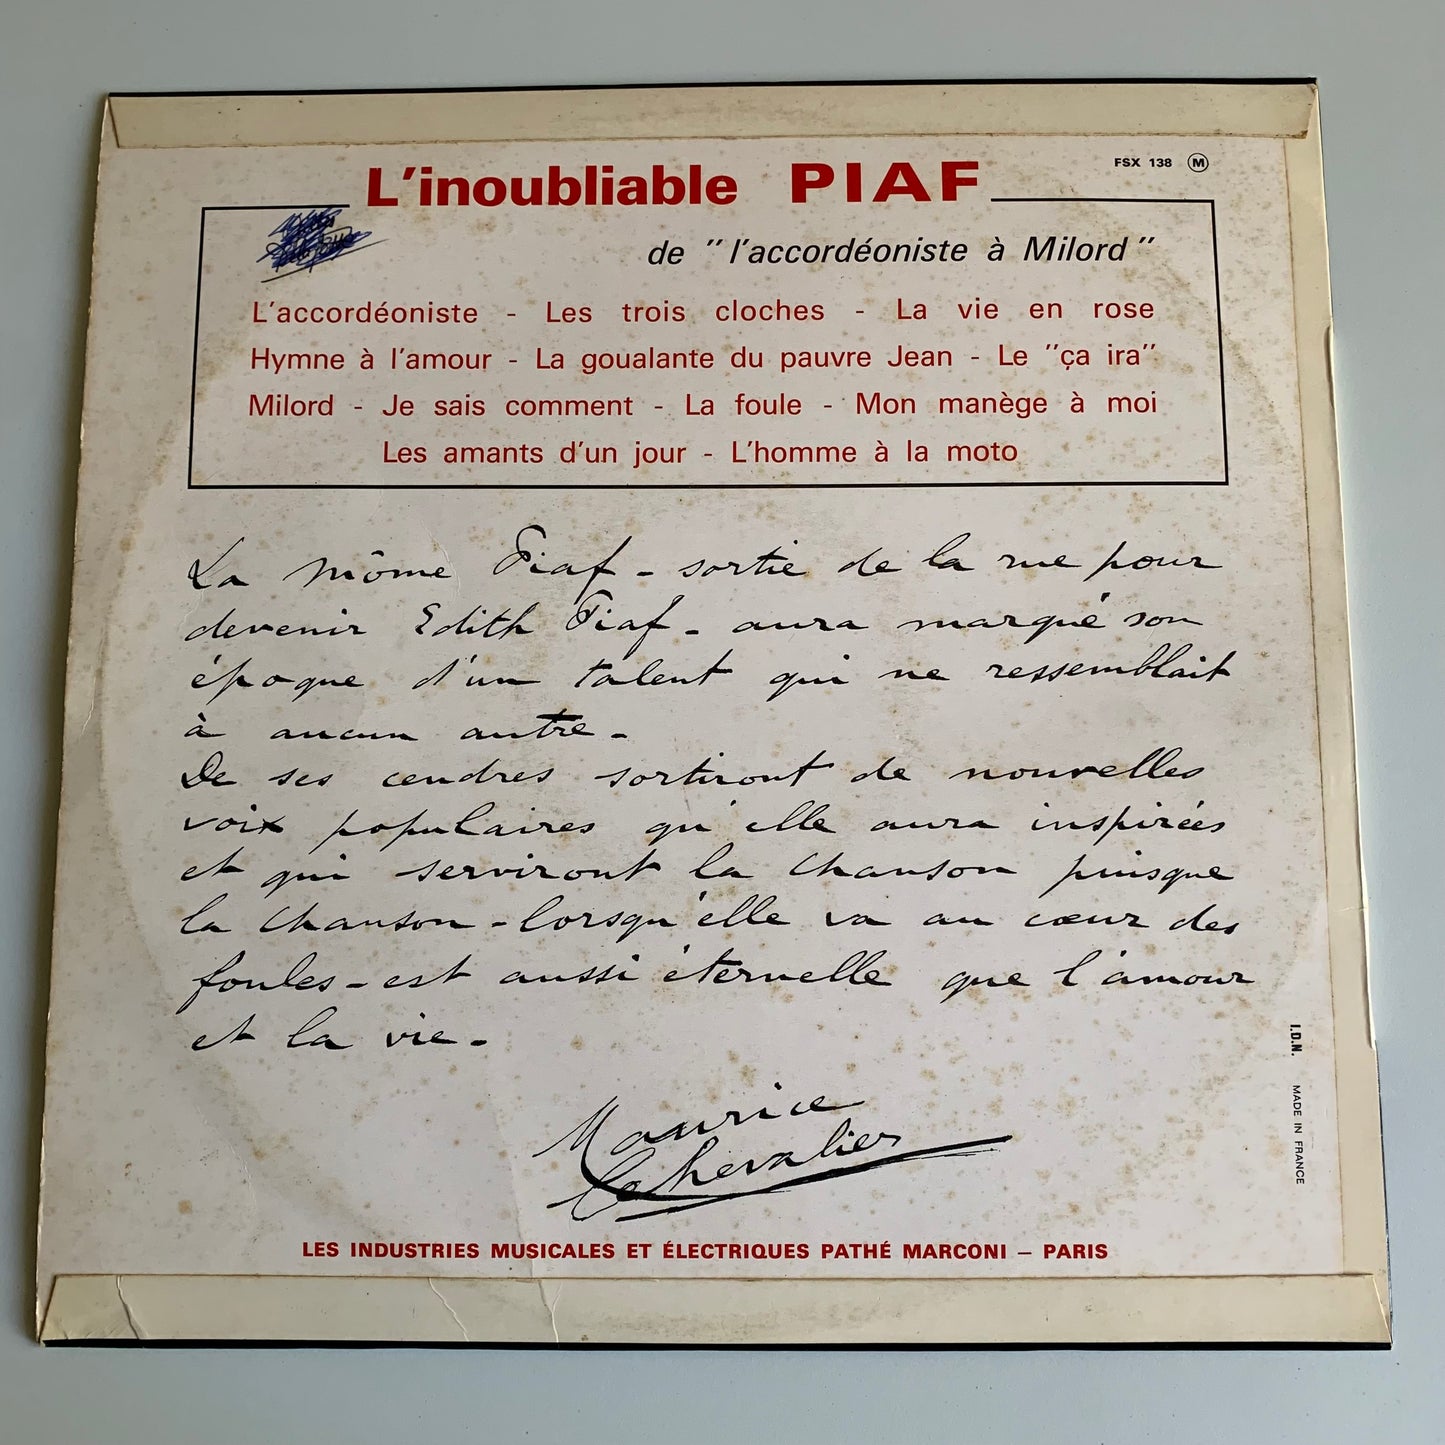 L'inoubliable PIAF
FSX 138 M
de "l'accordéoniste à Milord"
L'accordéoniste - Les trois cloches - La vie en rose
Hymne à l'amour - La goualante du pauvre Jean - Le "ça ira"
Milord - Je sais comment - La foule - Mon manège à moi
Les amants d'un jour - L'homme à la moto
La môme Piaf - sortie de la rue pour
devenir Edith Piaf - aura marqué son
époque d'un talent qui ne ressemblait
à aucun autre -
De ses cendres sortiront de nouvelles
voix populaires qu'elle aura inspirées
et qui serviront la chanson puisque
la chanson - lorsqu'elle va au cœur des
foules - est aussi éternelle que l'amour
et la vie -
Maurice
Chevalier
LES INDUSTRIES MUSICALES ET ÉLECTRIQUES PATHÉ MARCONI – PARIS
I.D.N. MADE IN FRANCE